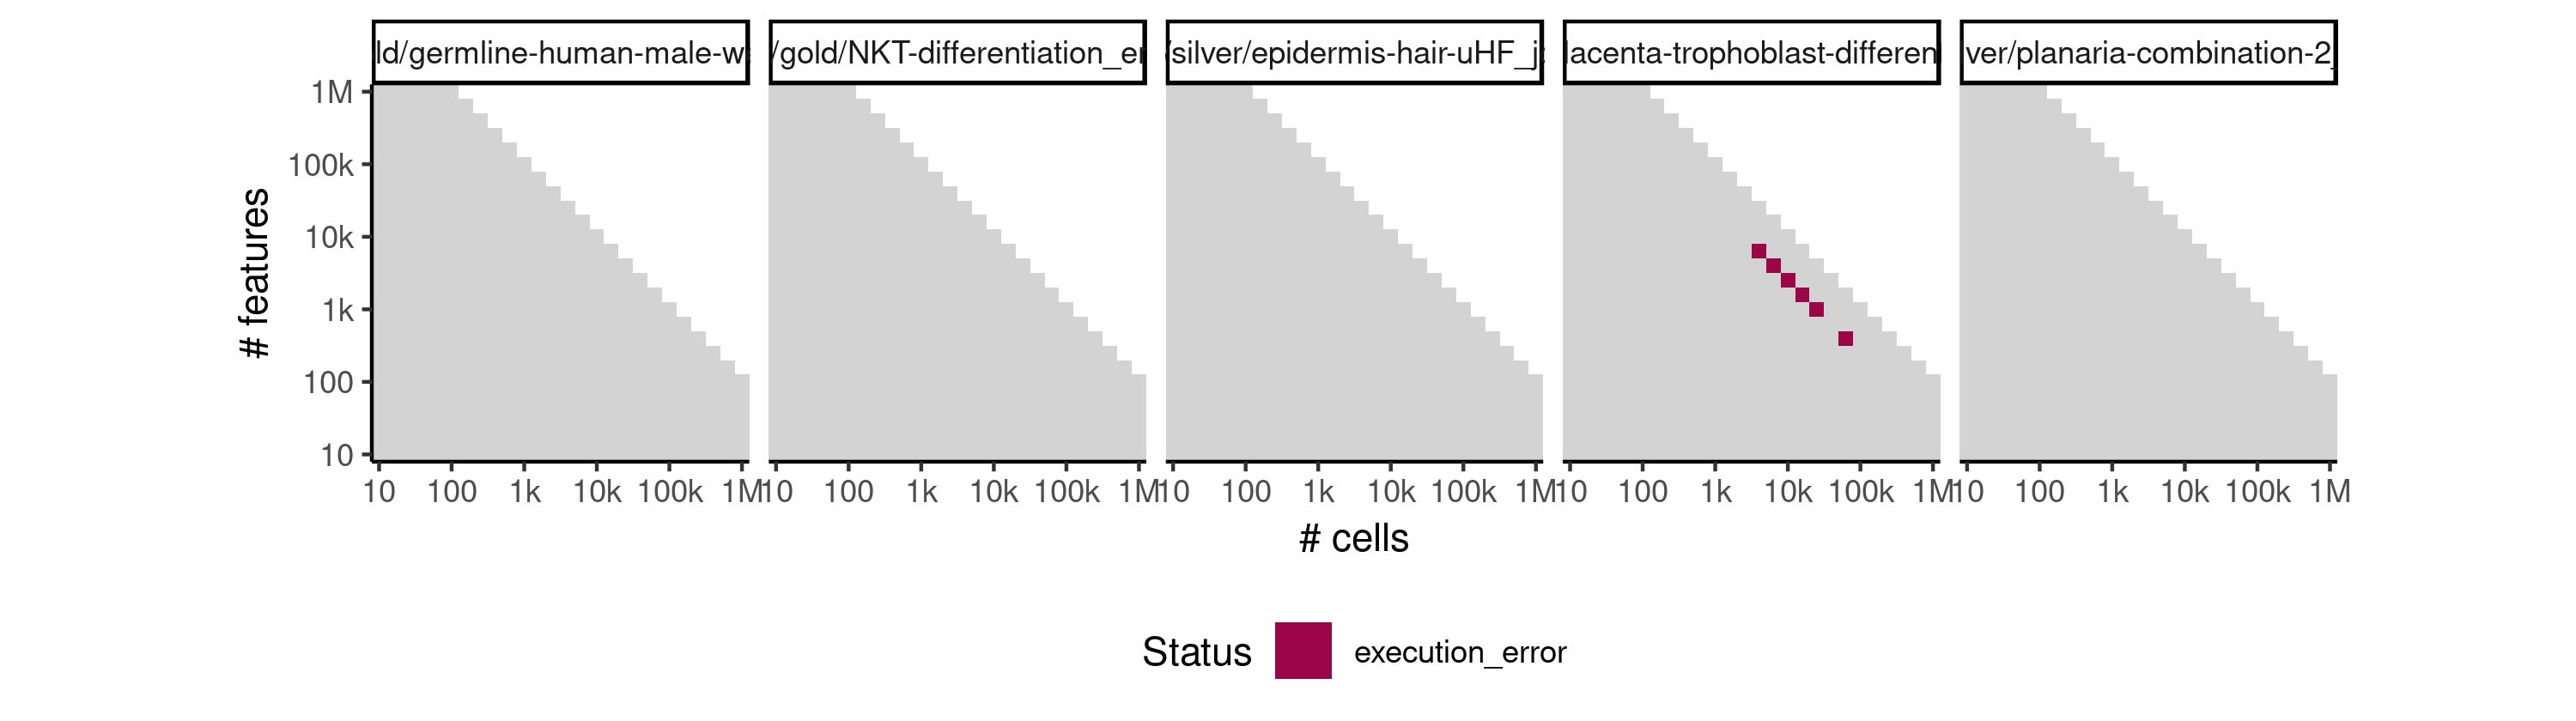 ld/germline-human-male-w
/gold/NKT-differentiation_er
/silver/epidermis-hair-uHF_j
lacenta-trophoblast-differen
ver/planaria-combination-2
1M
100k
10k
1k
100
10
# features
10 100 1k 10k 100k 1M
10 100 1k 10k 100k 1M
10 100 1k 10k 100k 1M
10 100 1k 10k 100k 1M
10 100 1k 10k 100k 1M
# cells
Status execution_error